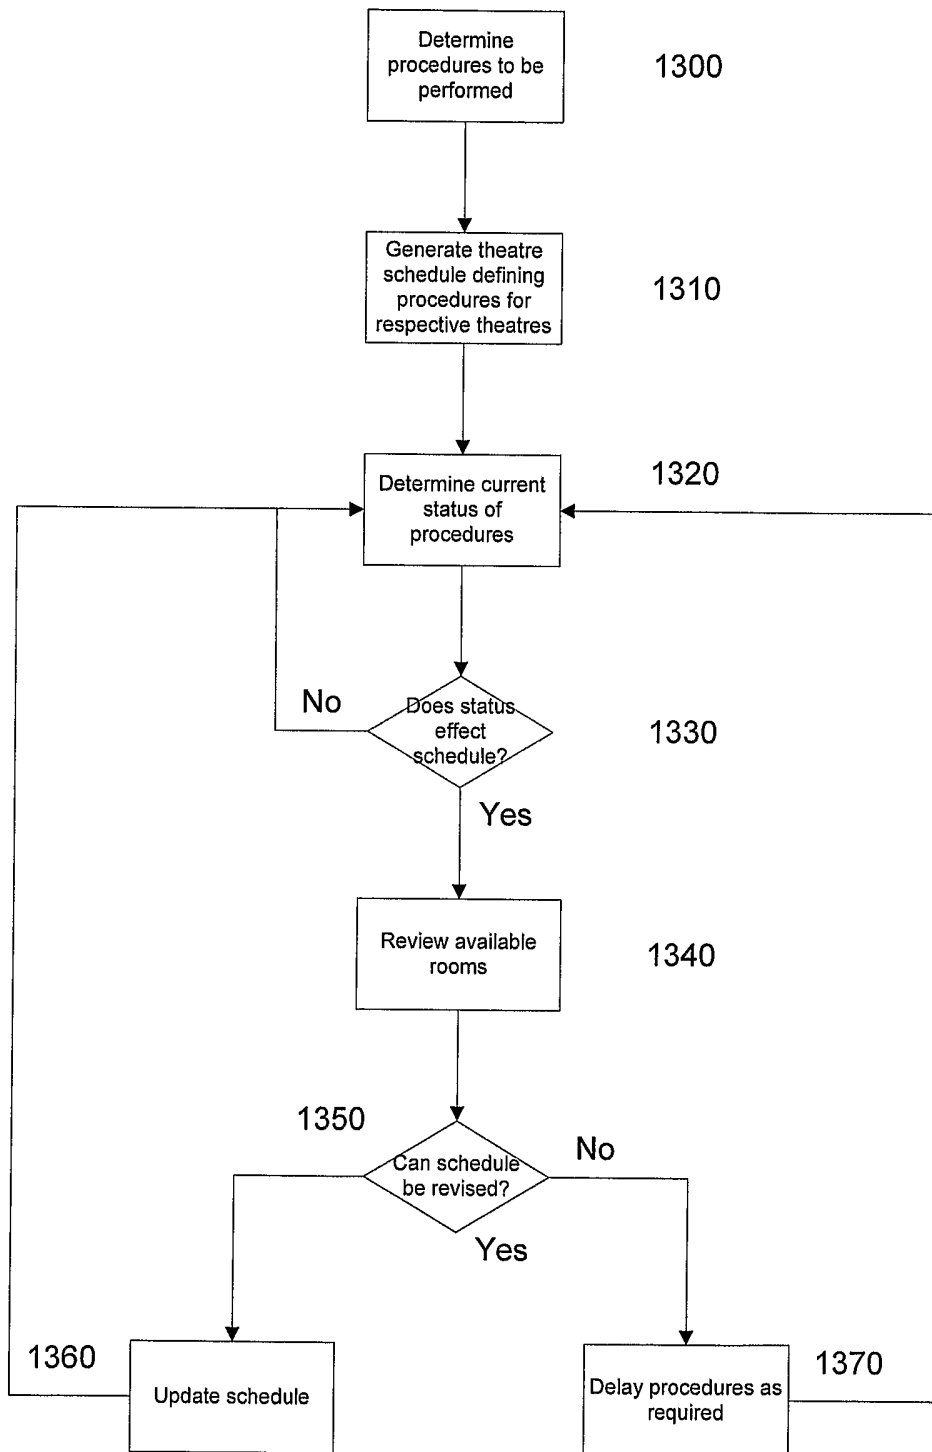 Determine
procedures to be
performed
1300
Generate theatre
schedule defining
procedures for
respective theatres
1310
Determine current
status of
procedures
1320
No
Does status
effect
schedule?
1330
Yes
Review available
rooms
1340
1350
Can schedule
be revised?
No
Yes
1360
Update schedule
Delay procedures as
required
1370